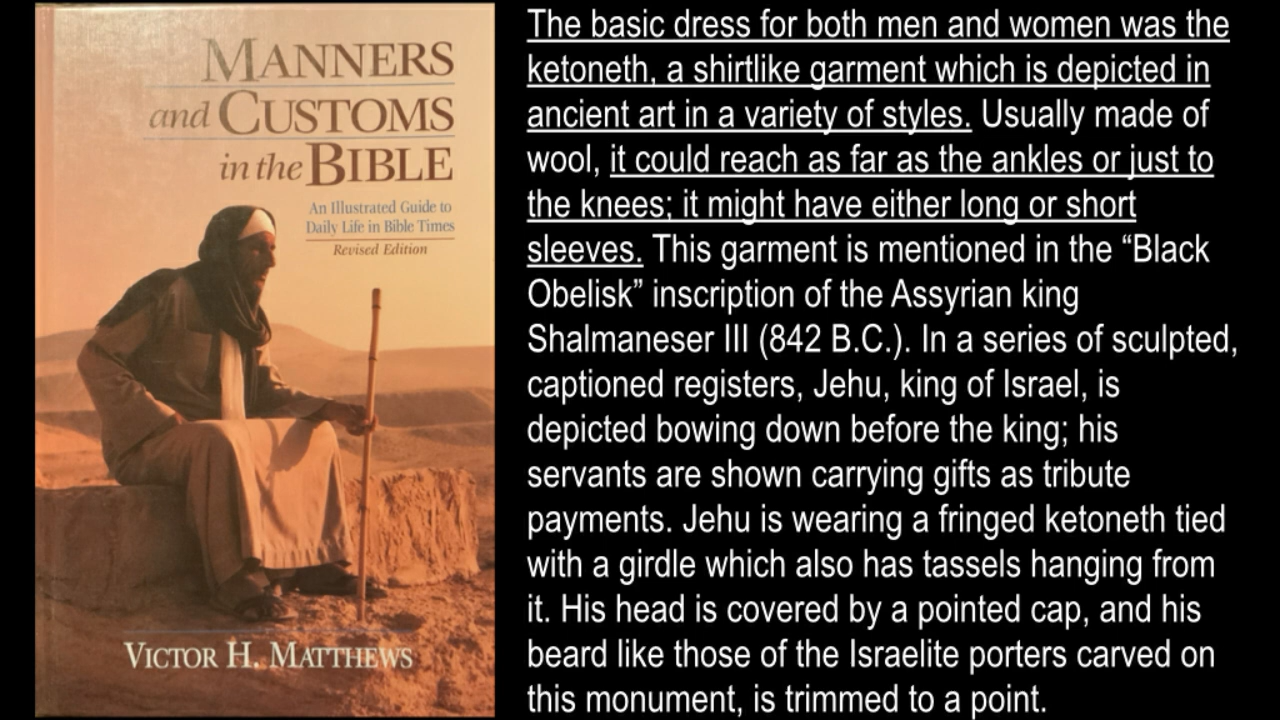 MANNERS
and CUSTOMS
in the BIBLE
An Illustrated Guide to
Daily Life in Bible Times
Revised Edition
VICTOR H. MATTHEWS
The basic dress for both men and women was the
ketoneth, a shirtlike garment which is depicted in
ancient art in a variety of styles. Usually made of
wool, it could reach as far as the ankles or just to
the knees; it might have either long or short
sleeves. This garment is mentioned in the “Black
Obelisk” inscription of the Assyrian king
Shalmaneser III (842 B.C.). In a series of sculpted,
captioned registers, Jehu, king of Israel, is
depicted bowing down before the king; his
servants are shown carrying gifts as tribute
payments. Jehu is wearing a fringed ketoneth tied
with a girdle which also has tassels hanging from
it. His head is covered by a pointed cap, and his
beard like those of the Israelite porters carved on
this monument, is trimmed to a point.